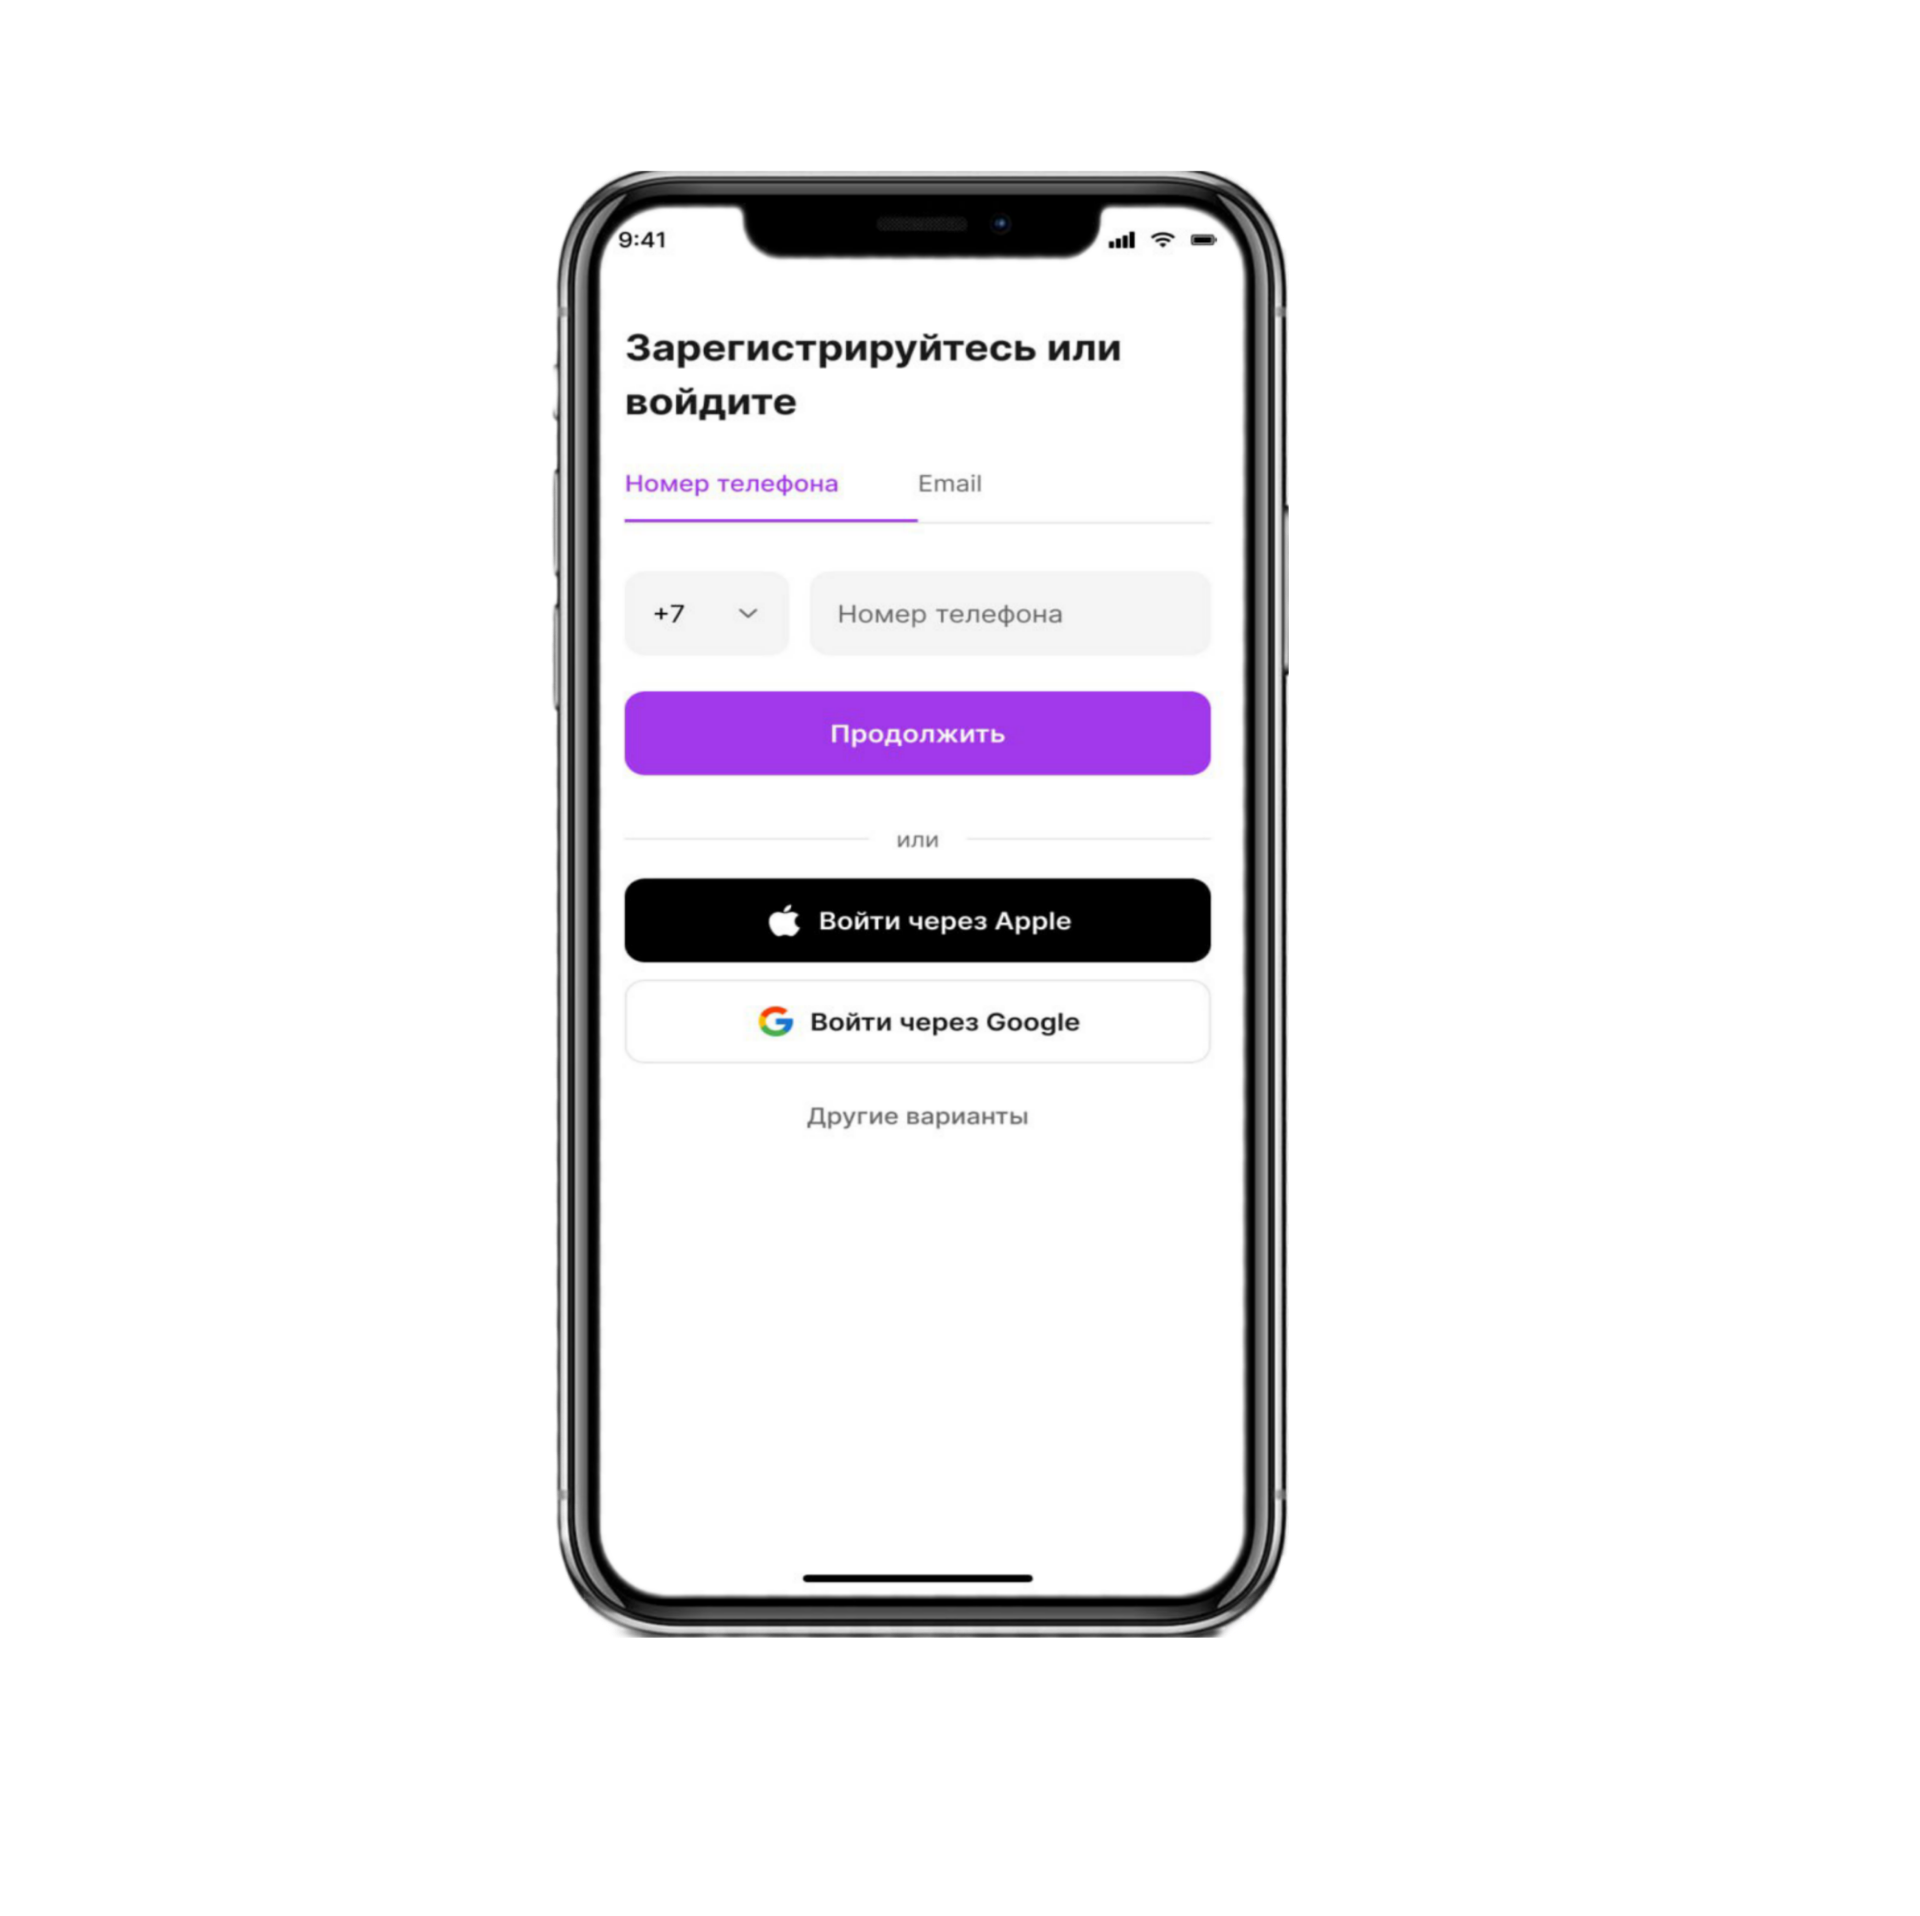 9:41
Зарегистрируйтесь или
войдите
Номер телефона Email
+7 Номер телефона
Продолжить
или
Войти через Apple
Войти через Google
Другие варианты